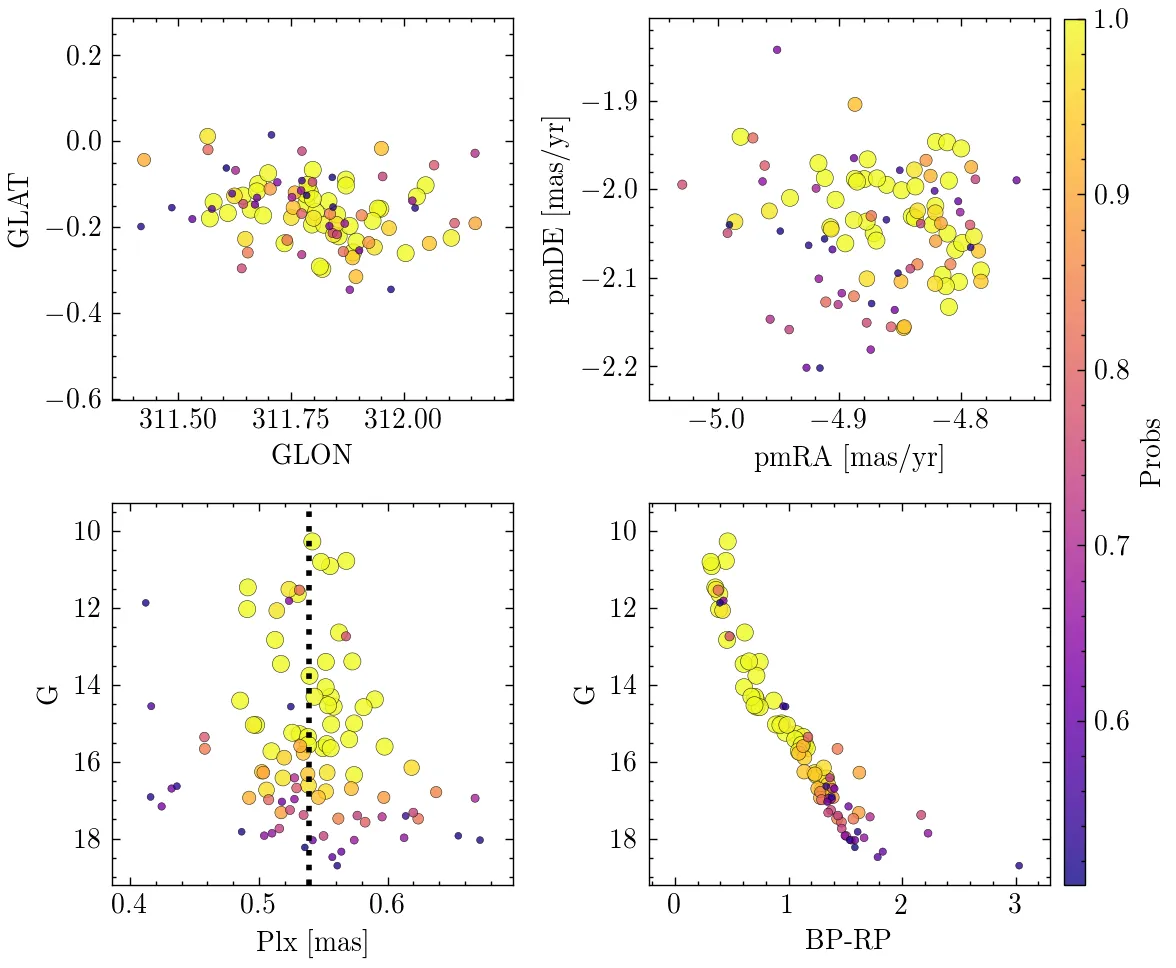 0.2
0.0
−0.2
−0.4
−0.6
GLAT
311.50 311.75 312.00
GLON
−1.9
−2.0
−2.1
−2.2
pmDE [mas/yr]
−5.0 −4.9 −4.8
pmRA [mas/yr]
10
12
14
16
18
G
0.4 0.5 0.6
Plx [mas]
10
12
14
16
18
G
0 1 2 3
BP-RP
1.0
0.9
0.8
0.7
0.6
Probs